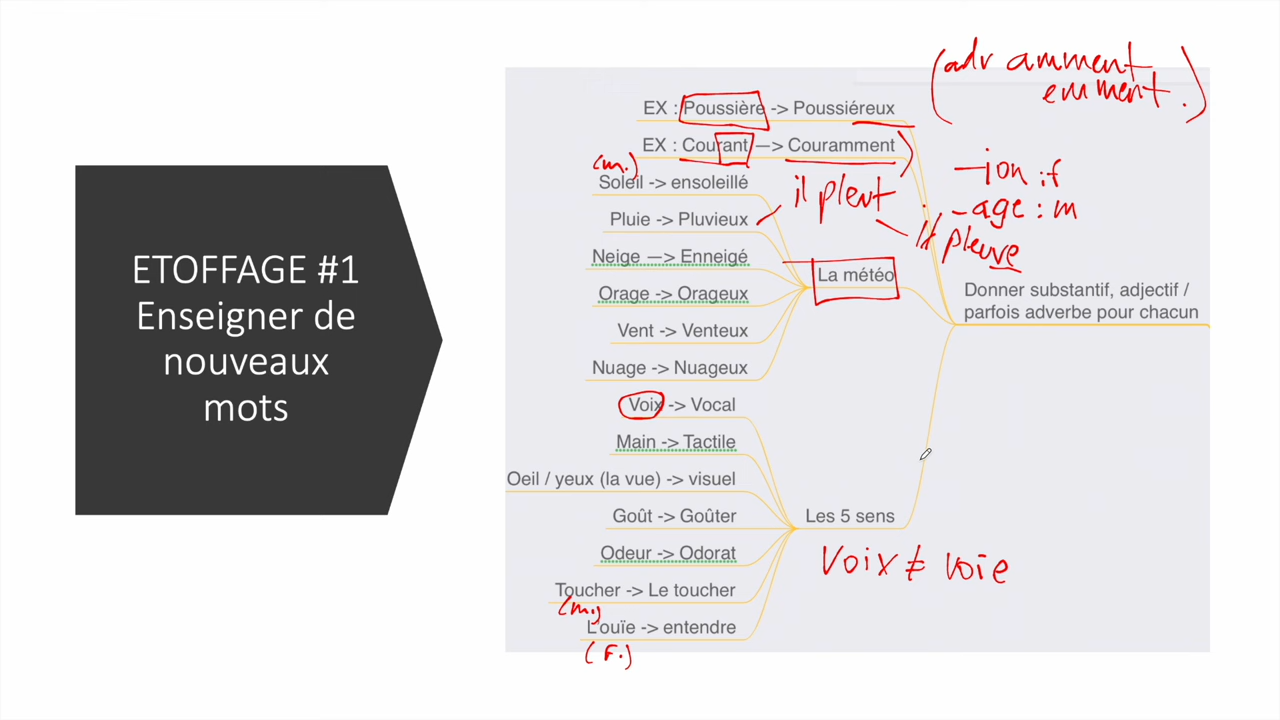 ETOFFAGE #1
Enseigner de
nouveaux
mots
(adv amment
emment.)
EX : Poussière -> Poussiéreux
EX : Courant —> Couramment
(m.)
Soleil -> ensoleillé
Pluie -> Pluvieux
Neige —> Enneigé
Orage -> Orageux
Vent -> Venteux
Nuage -> Nuageux
La météo
il pleut
il pleuve
-ion : f
-age : m
Donner substantif, adjectif /
parfois adverbe pour chacun
Voix -> Vocal
Main -> Tactile
Oeil / yeux (la vue) -> visuel
Goût -> Goûter
Odeur -> Odorat
Toucher -> Le toucher
(m.)
L'ouïe -> entendre
(F.)
Les 5 sens
Voix ≠ voie